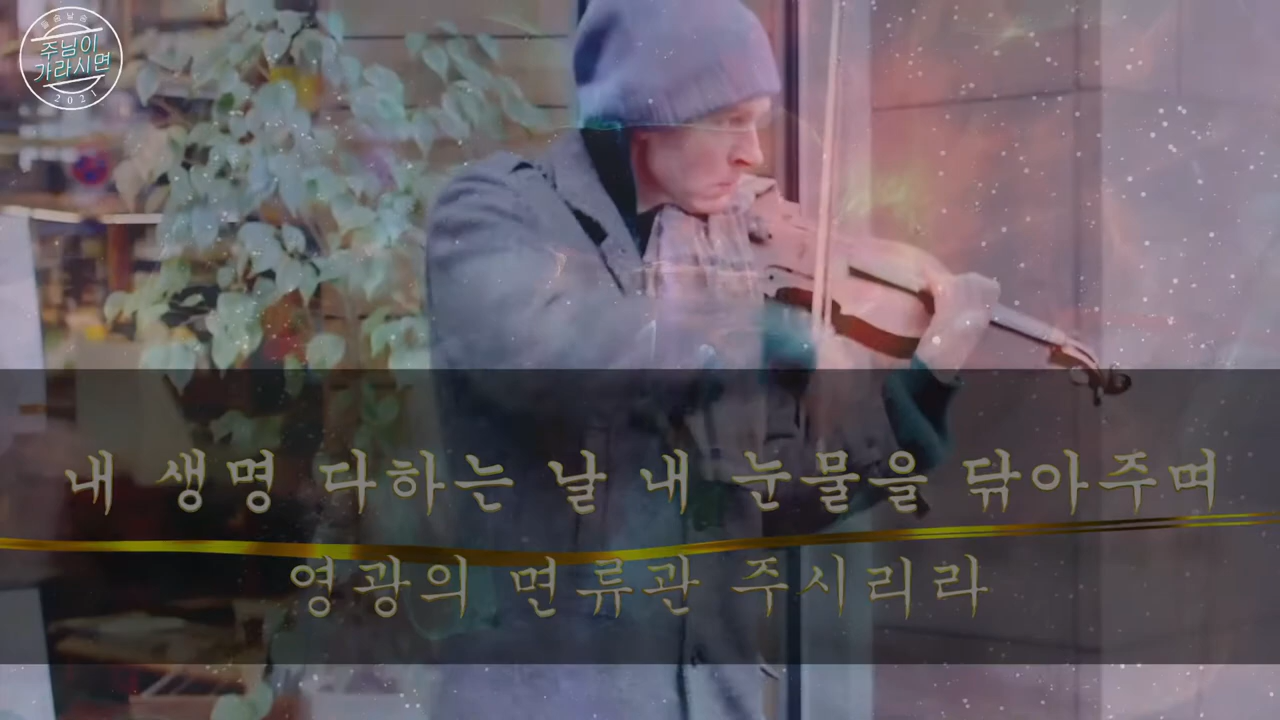 주님이
가라시면
2021
내 생명 다하는 날 내 눈물을 닦아주며
영광의 면류관 주시리라